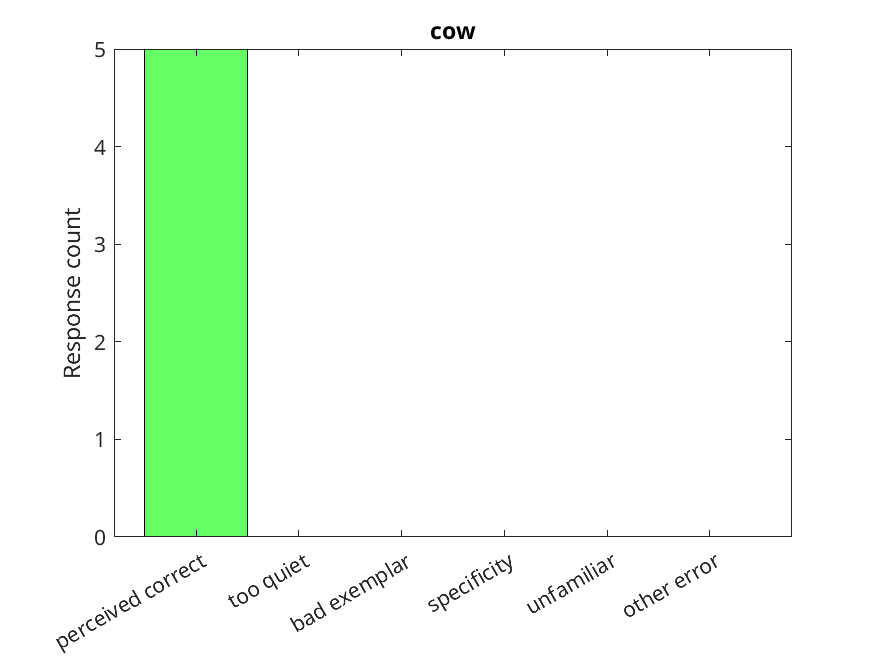 cow
Response count
5
4
3
2
1
0
perceived correct
too quiet
bad exemplar
specificity
unfamiliar
other error